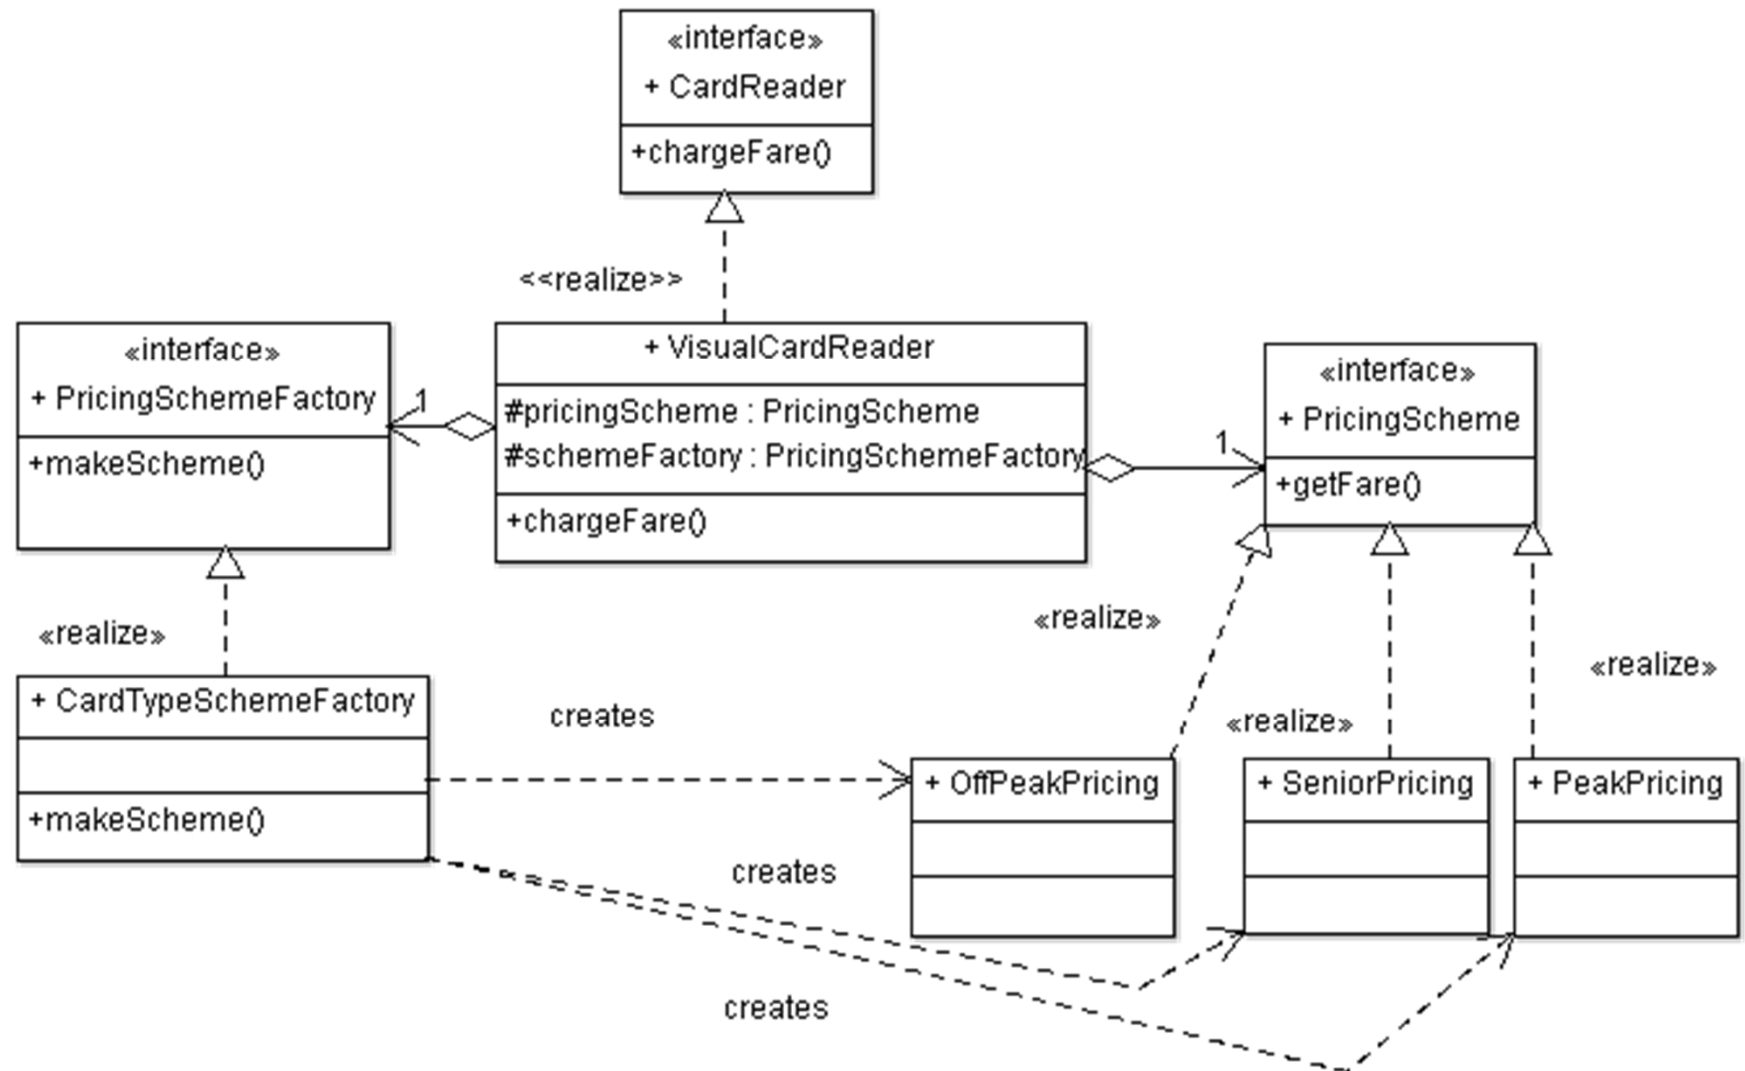 «interface»
+ CardReader
+chargeFare()
<<realize>>
«interface»
+ PricingSchemeFactory
+makeScheme()
1
+ VisualCardReader
#pricingScheme : PricingScheme
#schemeFactory : PricingSchemeFactory
+chargeFare()
1
«interface»
+ PricingScheme
+getFare()
«realize»
«realize»
«realize»
«realize»
+ CardTypeSchemeFactory
+makeScheme()
creates
+ OffPeakPricing
+ SeniorPricing
+ PeakPricing
creates
creates